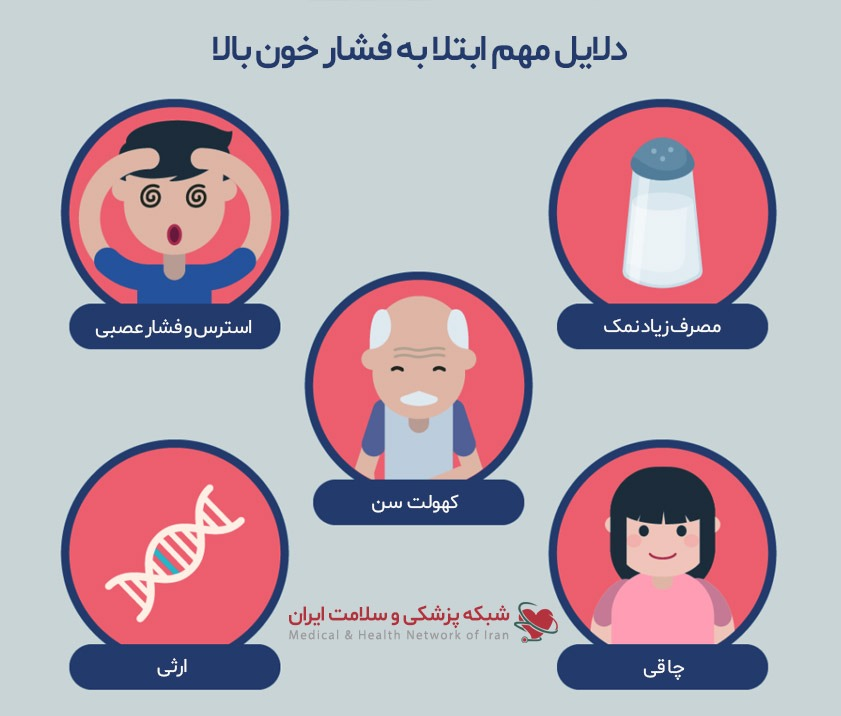 دلایل مهم ابتلا به فشار خون بالا
مصرف زیاد نمک
استرس و فشار عصبی
کهولت سن
چاقی
ارثی
شبکه پزشکی و سلامت ایران
Medical & Health Network of Iran